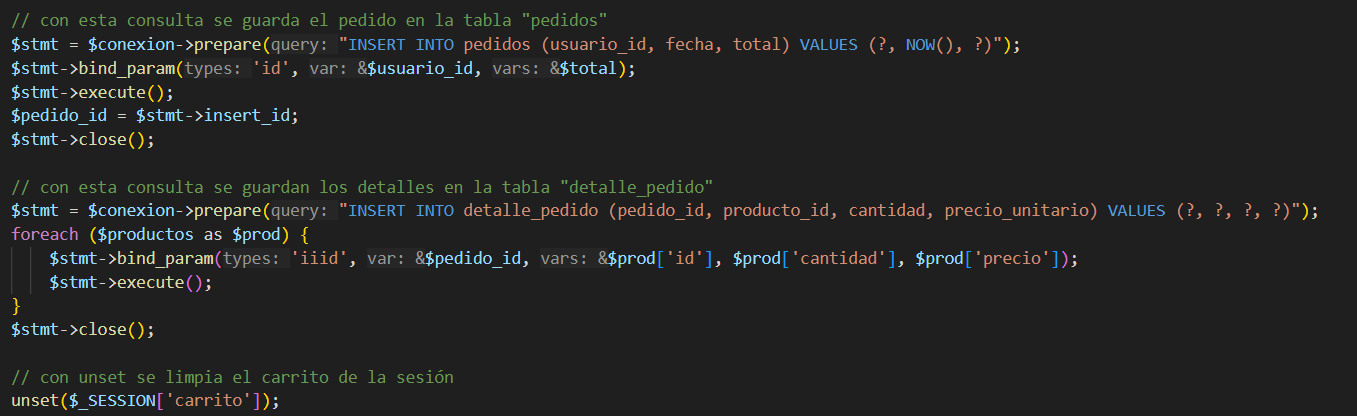 // con esta consulta se guarda el pedido en la tabla "pedidos"
$stmt = $conexion->prepare(query: "INSERT INTO pedidos (usuario_id, fecha, total) VALUES (?, NOW(), ?)");
$stmt->bind_param(types: 'id', var: &$usuario_id, vars: &$total);
$stmt->execute();
$pedido_id = $stmt->insert_id;
$stmt->close();
// con esta consulta se guardan los detalles en la tabla "detalle_pedido"
$stmt = $conexion->prepare(query: "INSERT INTO detalle_pedido (pedido_id, producto_id, cantidad, precio_unitario) VALUES (?, ?, ?, ?)");
foreach ($productos as $prod) {
$stmt->bind_param(types: 'iiid', var: &$pedido_id, vars: &$prod['id'], $prod['cantidad'], $prod['precio']);
$stmt->execute();
}
$stmt->close();
// con unset se limpia el carrito de la sesión
unset($_SESSION['carrito']);